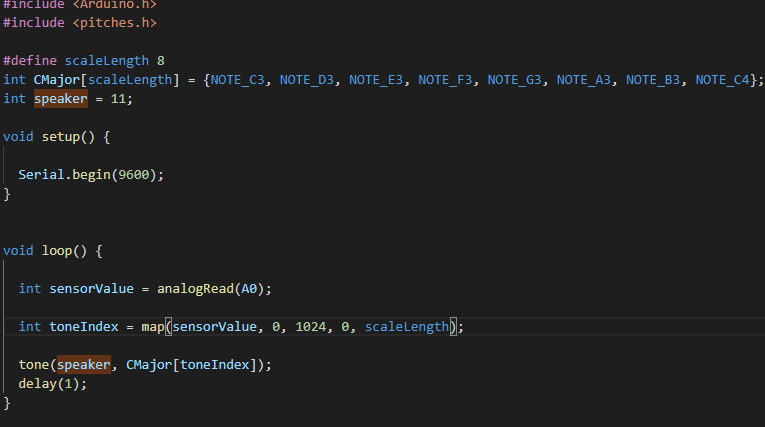 #include <Arduino.h>
#include <pitches.h>
#define scaleLength 8
int CMajor[scaleLength] = {NOTE_C3, NOTE_D3, NOTE_E3, NOTE_F3, NOTE_G3, NOTE_A3, NOTE_B3, NOTE_C4};
int speaker = 11;
void setup() {
Serial.begin(9600);
}
void loop() {
int sensorValue = analogRead(A0);
int toneIndex = map(sensorValue, 0, 1024, 0, scaleLength);
tone(speaker, CMajor[toneIndex]);
delay(1);
}